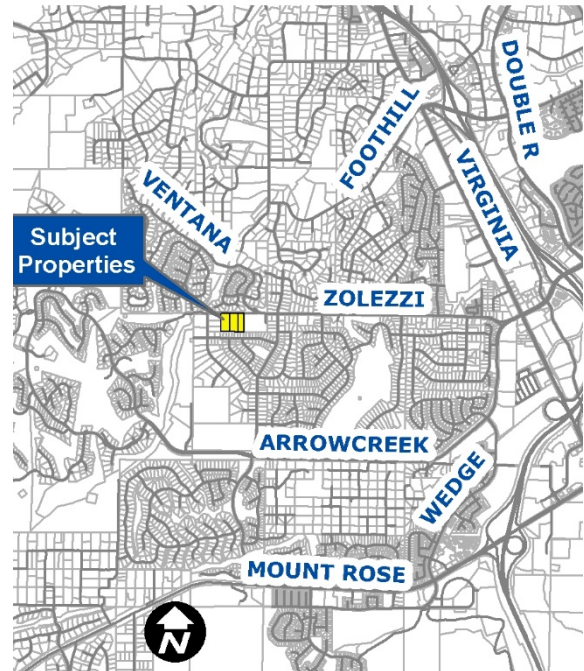 DOUBLE R
FOOTHILL
VIRGINIA
VENTANA
Subject
Properties
ZOLEZZI
ARROWCREEK
WEDGE
MOUNT ROSE
N